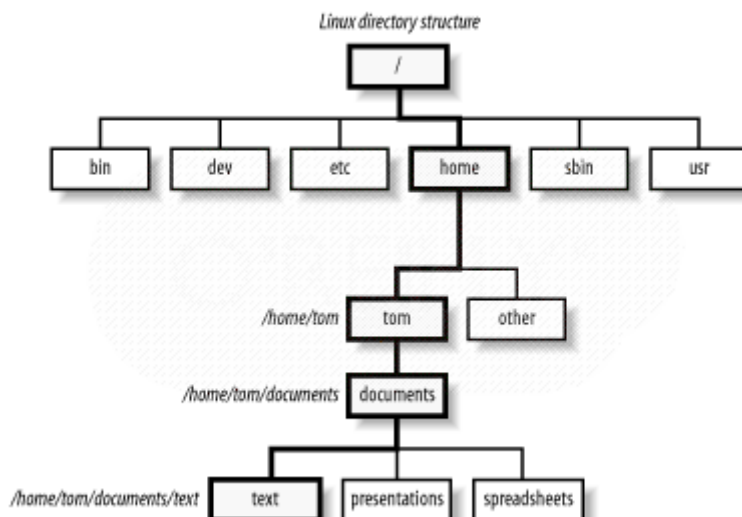 Linux directory structure
/
bin dev etc home sbin usr
/home/tom tom other
/home/tom/documents documents
/home/tom/documents/text text presentations spreadsheets